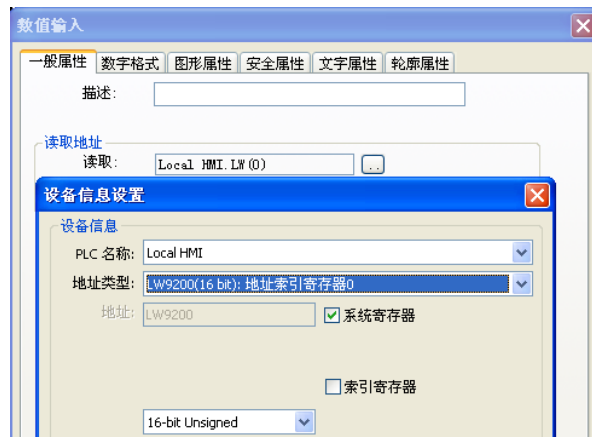 数值输入
一般属性 数字格式 图形属性 安全属性 文字属性 轮廓属性
描述:
读取地址
读取: Local HMI.LW(0) ...
设备信息设置
设备信息
PLC 名称: Local HMI
地址类型: LW9200(16 bit): 地址索引寄存器0
地址: LW9200 系统寄存器
索引寄存器
16-bit Unsigned